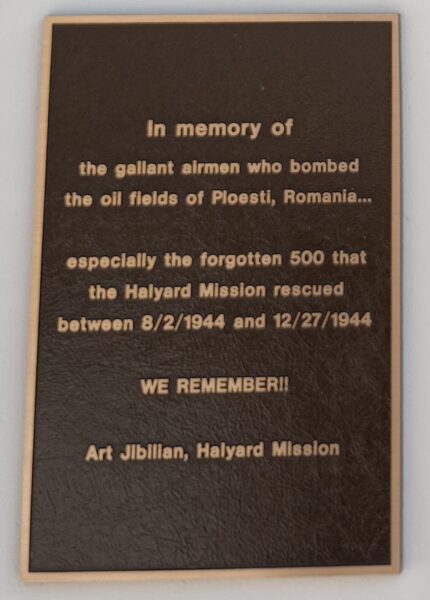 In memory of
the gallant airmen who bombed
the oil fields of Ploesti, Romania...
especially the forgotten 500 that
the Halyard Mission rescued
between 8/2/1944 and 12/27/1944
WE REMEMBER!!
Art Jibilian, Halyard Mission